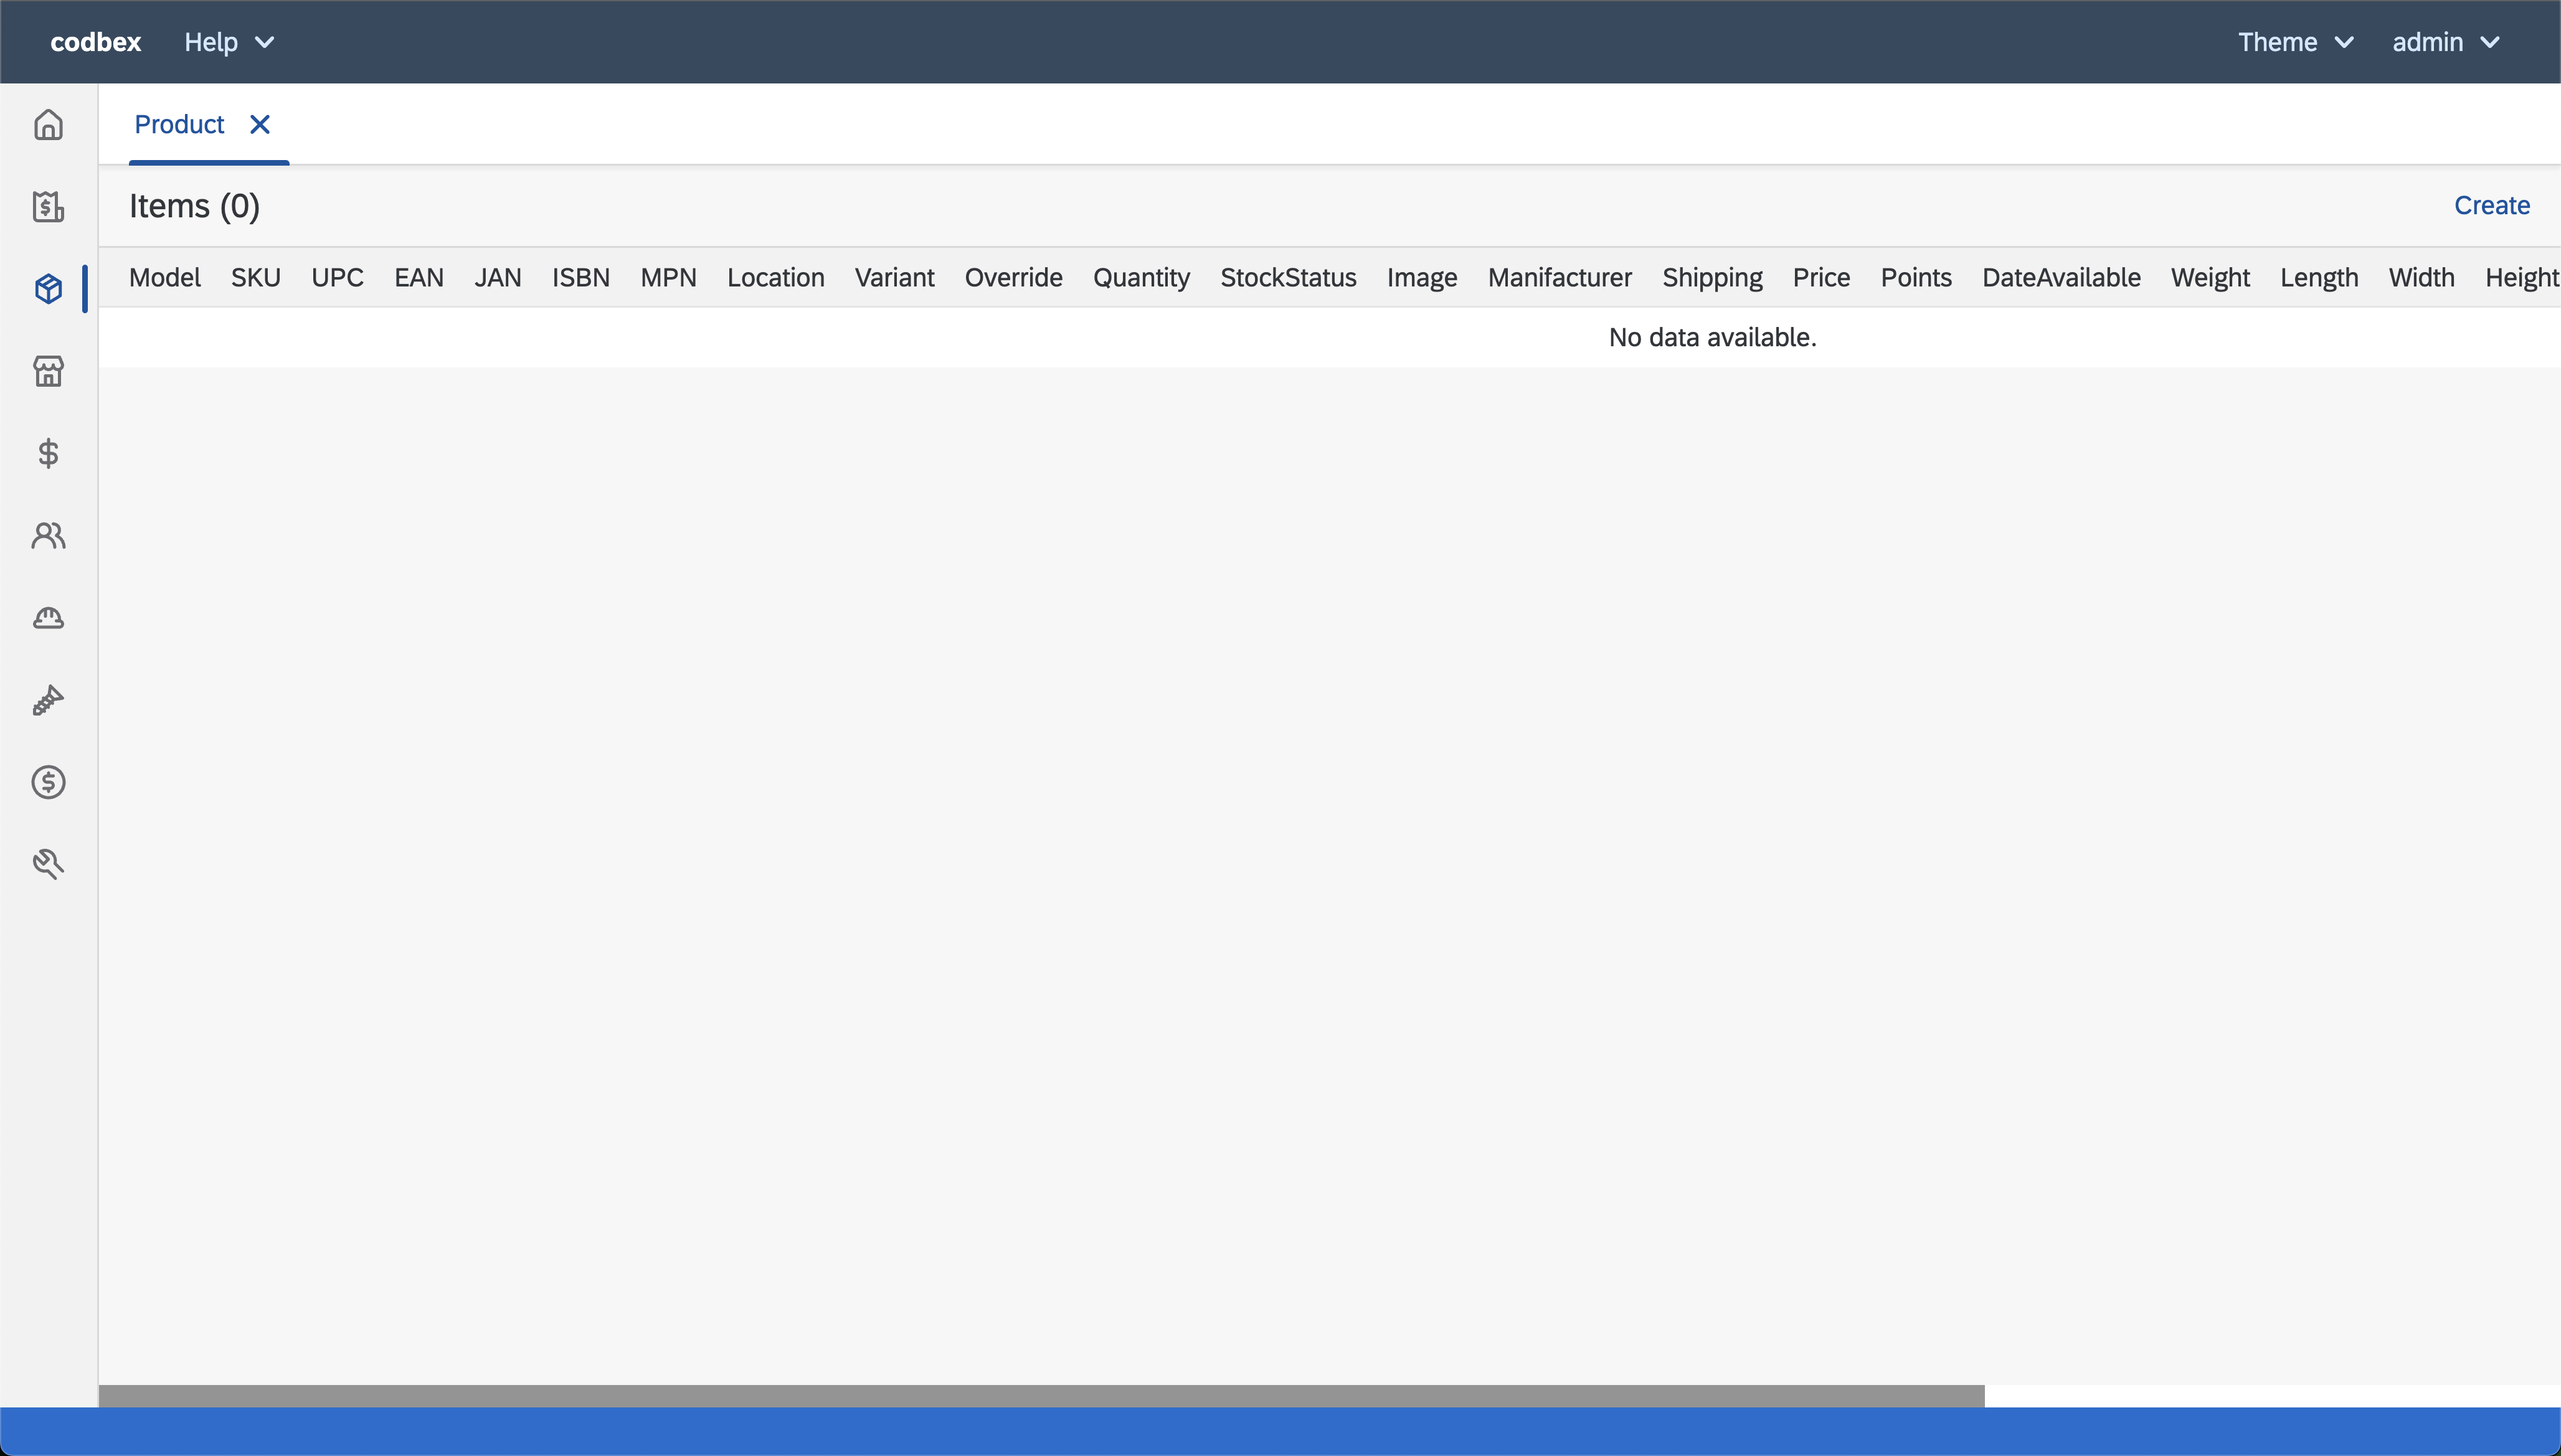 codbex Help Theme admin
Product
Items (0) Create
Model SKU UPC EAN JAN ISBN MPN Location Variant Override Quantity StockStatus Image Manifacturer Shipping Price Points DateAvailable Weight Length Width Height
No data available.